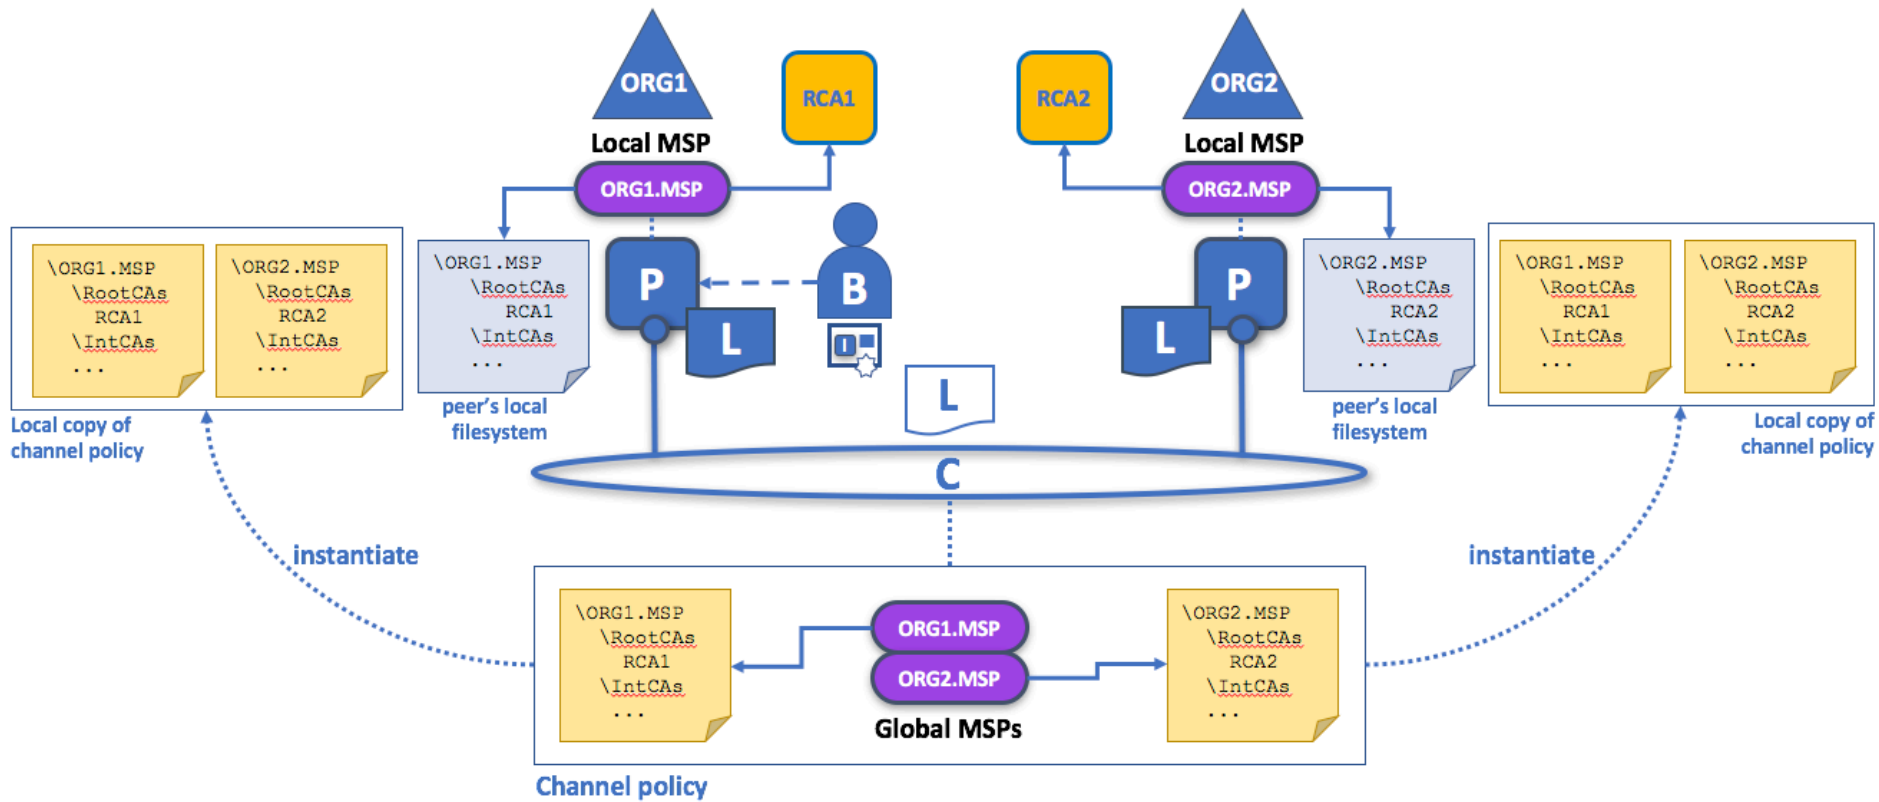 ORG1
RCA1
RCA2
ORG2
Local MSP
Local MSP
ORG1.MSP
ORG2.MSP
\ORG1.MSP
\RootCAs
RCA1
\IntCAs
...
\ORG2.MSP
\RootCAs
RCA2
\IntCAs
...
Local copy of
channel policy
\ORG1.MSP
\RootCAs
RCA1
\IntCAs
...
peer's local
filesystem
P
L
B
I
L
P
L
\ORG2.MSP
\RootCAs
RCA2
\IntCAs
...
peer's local
filesystem
\ORG1.MSP
\RootCAs
RCA1
\IntCAs
...
\ORG2.MSP
\RootCAs
RCA2
\IntCAs
...
Local copy of
channel policy
C
instantiate
instantiate
\ORG1.MSP
\RootCAs
RCA1
\IntCAs
...
ORG1.MSP
ORG2.MSP
Global MSPs
\ORG2.MSP
\RootCAs
RCA2
\IntCAs
...
Channel policy